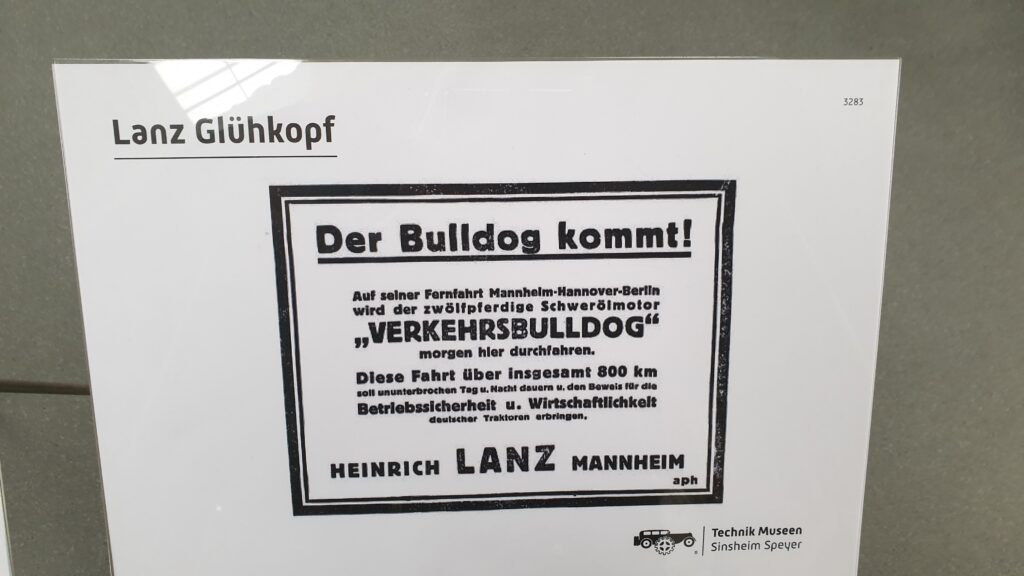 3283
Lanz Glühkopf
Der Bulldog kommt!
Auf seiner Fernfahrt Mannheim-Hannover-Berlin
wird der zwölfpferdige Schwerölmotor
„VERKEHRSBULLDOG“
morgen hier durchfahren.
Diese Fahrt über insgesamt 800 km
soll ununterbrochen Tag u. Nacht dauern u. den Beweis für die
Betriebssicherheit u. Wirtschaftlichkeit
deutscher Traktoren erbringen.
HEINRICH LANZ MANNHEIM
aph
Technik Museen
Sinsheim Speyer